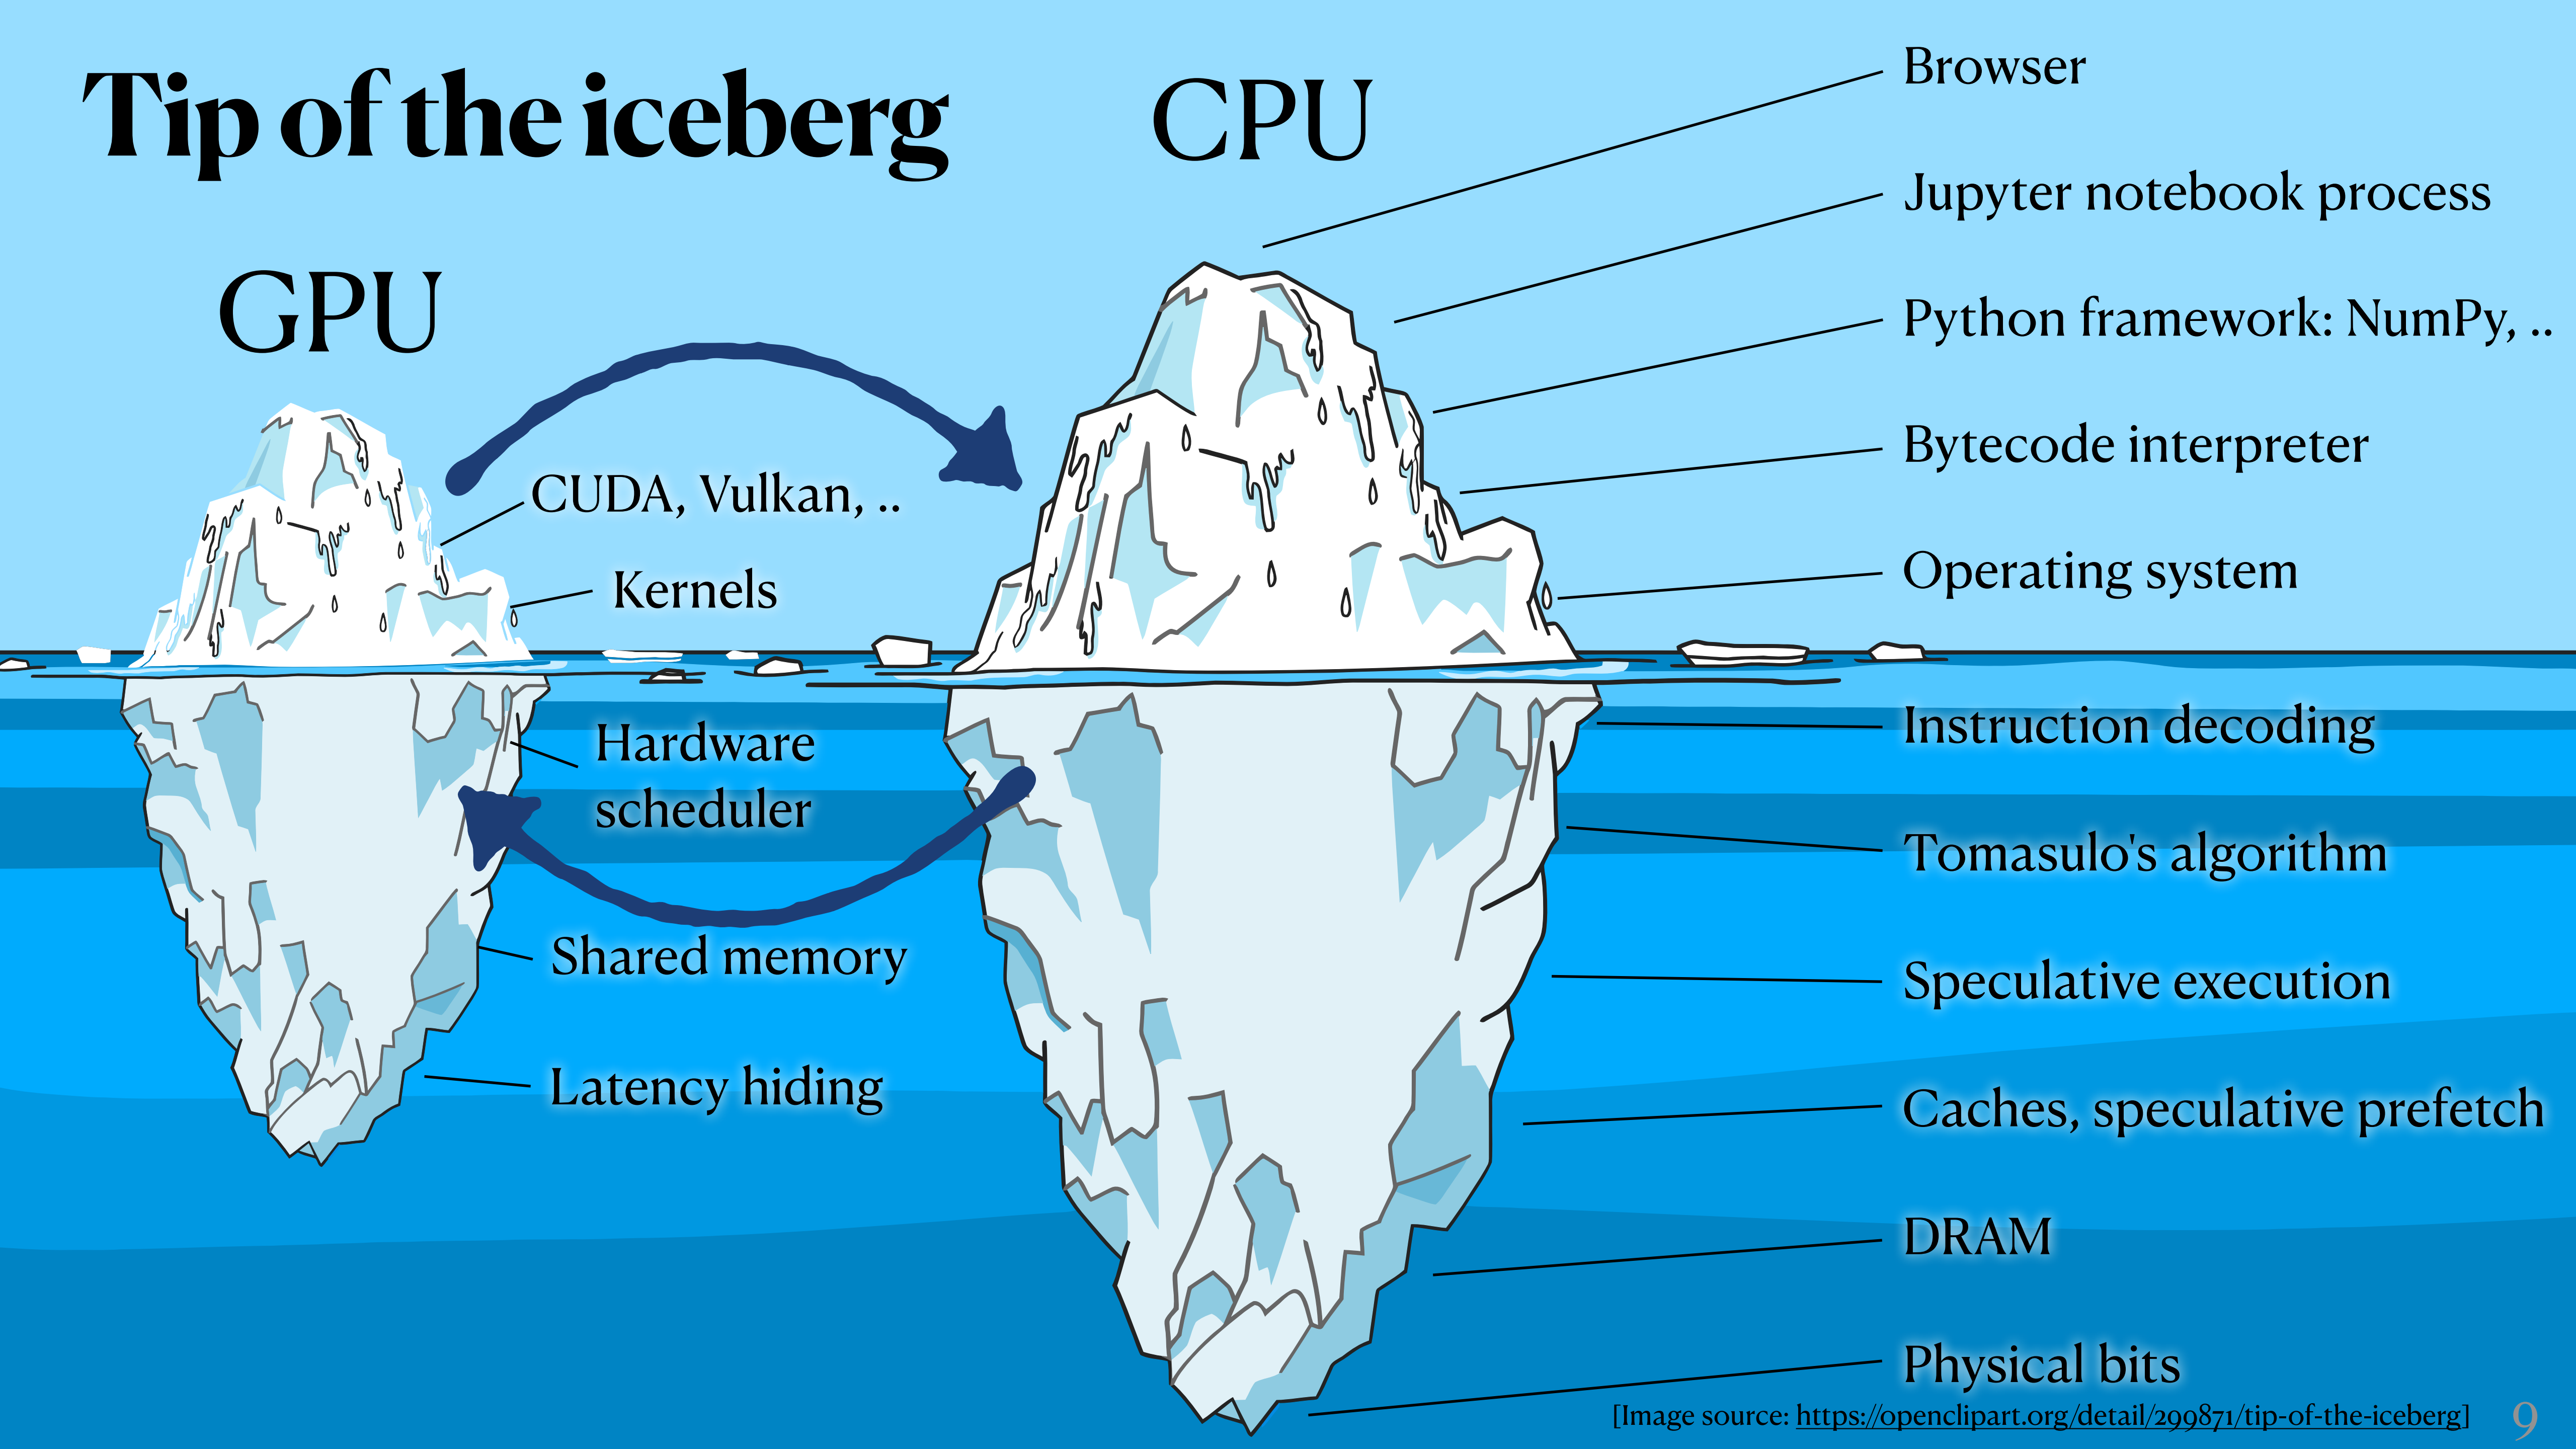 Tip of the iceberg
GPU
CUDA, Vulkan, ..
Kernels
Hardware
scheduler
Shared memory
Latency hiding
CPU
Browser
Jupyter notebook process
Python framework: NumPy, ..
Bytecode interpreter
Operating system
Instruction decoding
Tomasulo's algorithm
Speculative execution
Caches, speculative prefetch
DRAM
Physical bits
[Image source: https://openclipart.org/detail/299871/tip-of-the-iceberg]
9